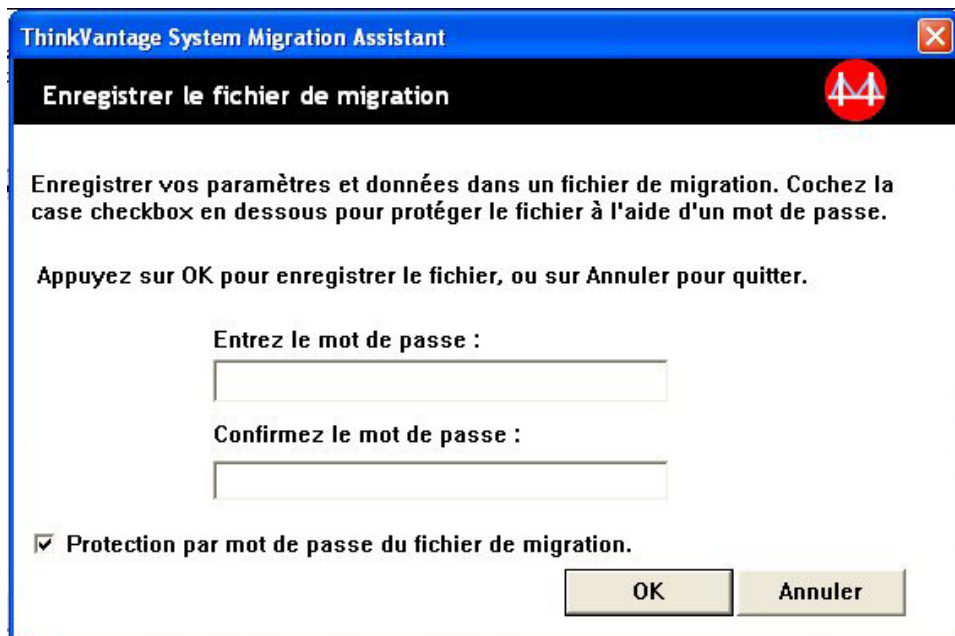 ThinkVantage System Migration Assistant
Enregistrer le fichier de migration
Enregistrer vos paramètres et données dans un fichier de migration. Cochez la
case checkbox en dessous pour protéger le fichier à l'aide d'un mot de passe.
Appuyez sur OK pour enregistrer le fichier, ou sur Annuler pour quitter.
Entrez le mot de passe :
Confirmez le mot de passe :
Protection par mot de passe du fichier de migration.
OK Annuler